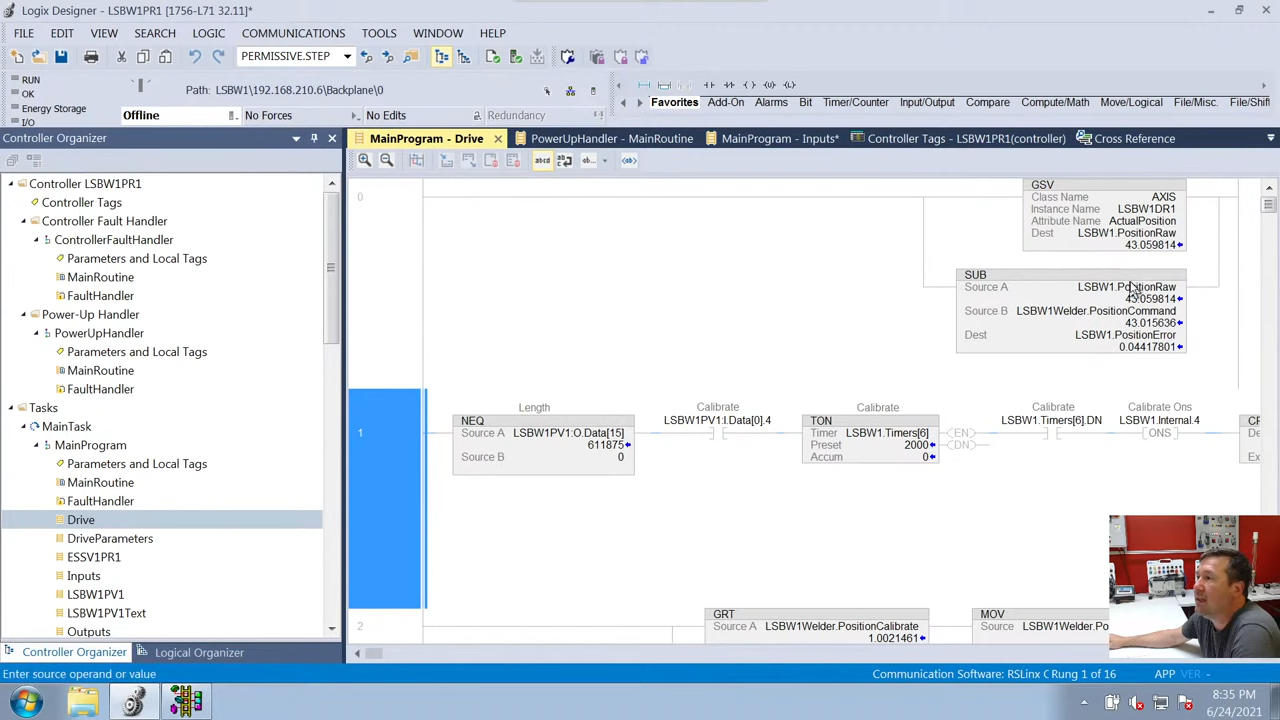 Logix Designer - LSBW1PR1 [1756-L71 32.11]*
FILE EDIT VIEW SEARCH LOGIC COMMUNICATIONS TOOLS WINDOW HELP
PERMISSIVE.STEP
RUN
OK
Energy Storage
I/O
Path: LSBW1\192.168.210.6\Backplane\0
Offline
No Forces
No Edits
Redundancy
Favorites Add-On Alarms Bit Timer/Counter Input/Output Compare Compute/Math Move/Logical File/Misc. File/Shift
Controller Organizer
MainProgram - Drive
PowerUpHandler - MainRoutine
MainProgram - Inputs*
Controller Tags - LSBW1PR1(controller)
Cross Reference
Controller LSBW1PR1
Controller Tags
Controller Fault Handler
ControllerFaultHandler
Parameters and Local Tags
MainRoutine
FaultHandler
Power-Up Handler
PowerUpHandler
Parameters and Local Tags
MainRoutine
FaultHandler
Tasks
MainTask
MainProgram
Parameters and Local Tags
MainRoutine
FaultHandler
Drive
DriveParameters
ESSV1PR1
Inputs
LSBW1PV1
LSBW1PV1Text
Outputs
Controller Organizer
Logical Organizer
0
GSV
Class Name AXIS
Instance Name LSBW1DR1
Attribute Name ActualPosition
Dest LSBW1.PositionRaw
43.059814
SUB
Source A LSBW1.PositionRaw
43.059814
Source B LSBW1Welder.PositionCommand
43.015636
Dest LSBW1.PositionError
0.04417801
1
Length
NEQ
Source A LSBW1PV1:O.Data[15]
611875
Source B 0
Calibrate
LSBW1PV1:I.Data[0].4
Calibrate
TON
Timer LSBW1.Timers[6]
Preset 2000
Accum 0
EN
DN
Calibrate
LSBW1.Timers[6].DN
Calibrate Ons
LSBW1.Internal.4
ONS
2
GRT
Source A LSBW1Welder.PositionCalibrate
1.0021461
MOV
Enter source operand or value
Communication Software: RSLinx C
Rung 1 of 16
APP
VER
8:35 PM
6/24/2021